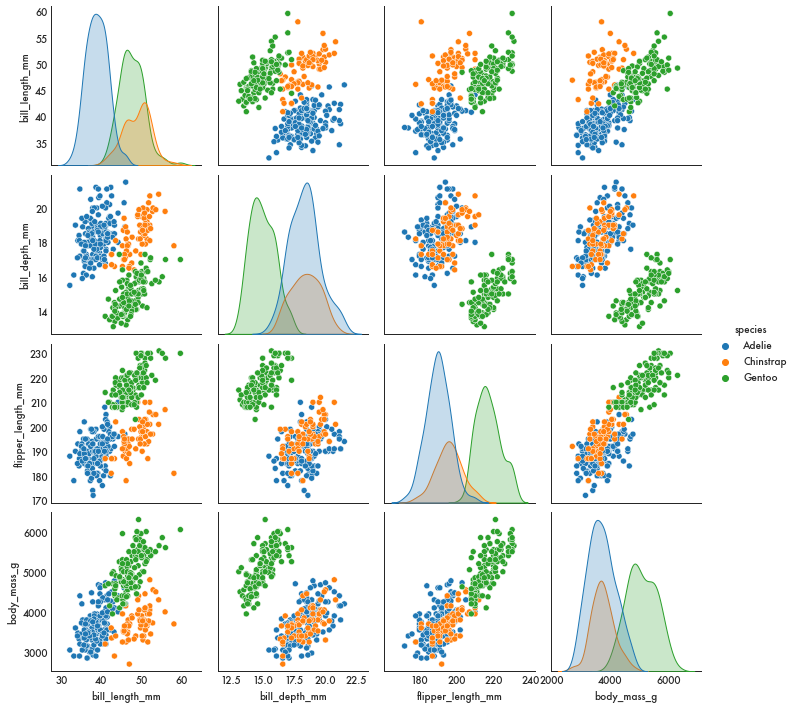 60
55
50
45
40
35
bill_length_mm
20
18
16
14
bill_depth_mm
species
Adelie
Chinstrap
Gentoo
230
220
210
200
190
180
170
flipper_length_mm
6000
5000
4000
3000
body_mass_g
30 40 50 60
12.5 15.0 17.5 20.0 22.5
180 200 220 240
2000 4000 6000
bill_length_mm
bill_depth_mm
flipper_length_mm
body_mass_g